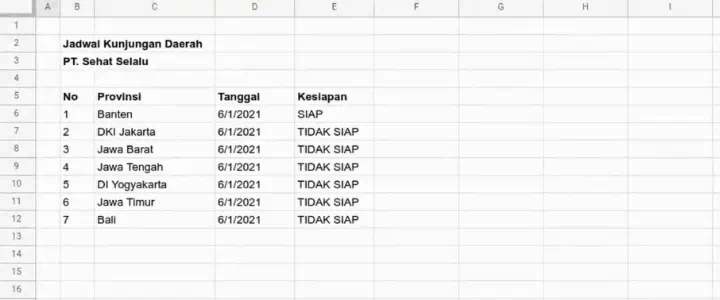 A B C D E F G H I
1
2 Jadwal Kunjungan Daerah
3 PT. Sehat Selalu
4
5 No Provinsi Tanggal Kesiapan
6 1 Banten 6/1/2021 SIAP
7 2 DKI Jakarta 6/1/2021 TIDAK SIAP
8 3 Jawa Barat 6/1/2021 TIDAK SIAP
9 4 Jawa Tengah 6/1/2021 TIDAK SIAP
10 5 DI Yogyakarta 6/1/2021 TIDAK SIAP
11 6 Jawa Timur 6/1/2021 TIDAK SIAP
12 7 Bali 6/1/2021 TIDAK SIAP
13
14
15
16